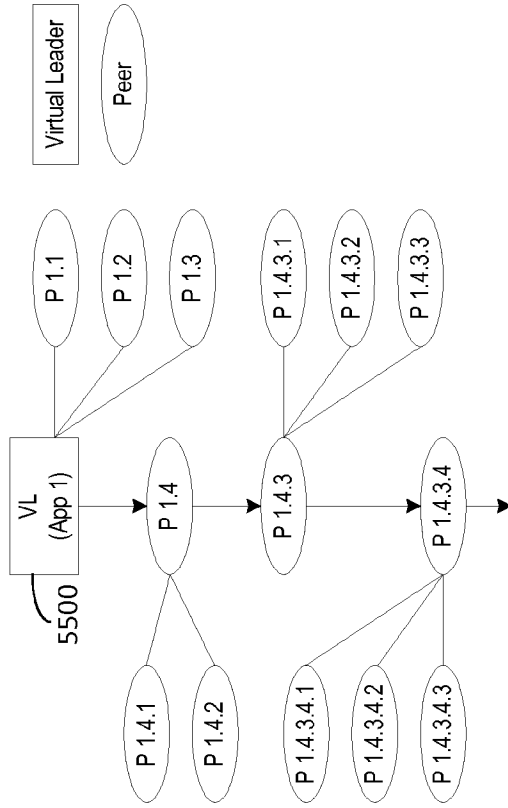 Virtual Leader
Peer
VL
(App 1)
5500
P 1.1
P 1.2
P 1.3
P 1.4
P 1.4.1
P 1.4.2
P 1.4.3
P 1.4.3.1
P 1.4.3.2
P 1.4.3.3
P 1.4.3.4
P 1.4.3.4.1
P 1.4.3.4.2
P 1.4.3.4.3